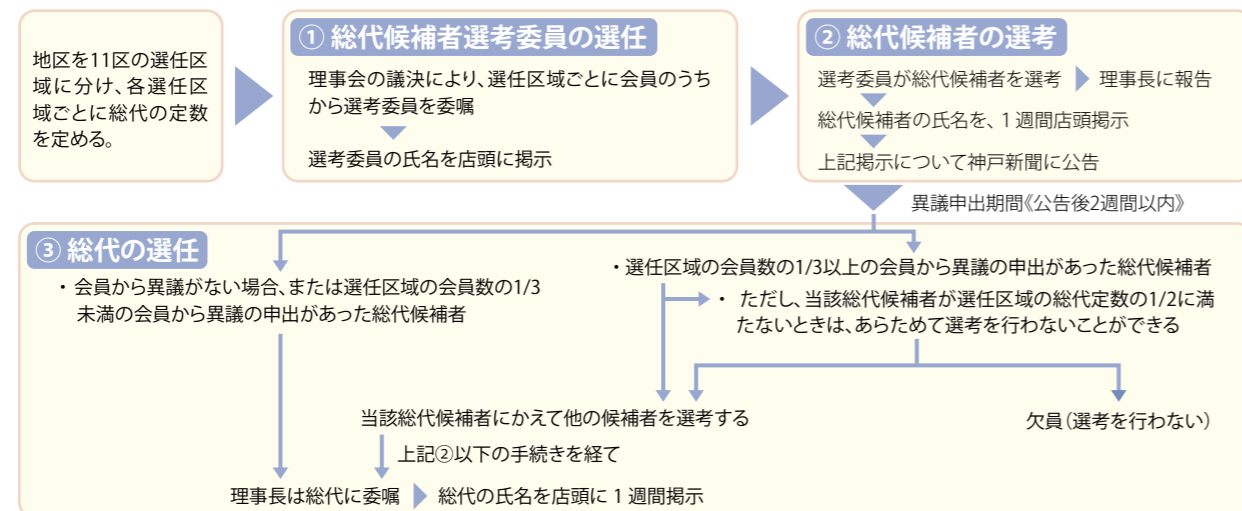 地区を11区の選任区
域に分け、各選任区
域ごとに総代の定数
を定める。
① 総代候補者選考委員の選任
理事会の議決により、選任区域ごとに会員のうち
から選考委員を委嘱
選考委員の氏名を店頭に掲示
② 総代候補者の選考
選考委員が総代候補者を選考 理事長に報告
総代候補者の氏名を、1週間店頭掲示
上記掲示について神戸新聞に公告
異議申出期間《公告後2週間以内》
③ 総代の選任
・会員から異議がない場合、または選任区域の会員数の1/3
未満の会員から異議の申出があった総代候補者
・選任区域の会員数の1/3以上の会員から異議の申出があった総代候補者
・ ただし、当該総代候補者が選任区域の総代定数の1/2に満
たないときは、あらためて選考を行わないことができる
当該総代候補者にかえて他の候補者を選考する
欠員(選考を行わない)
上記②以下の手続きを経て
理事長は総代に委嘱 総代の氏名を店頭に1週間掲示